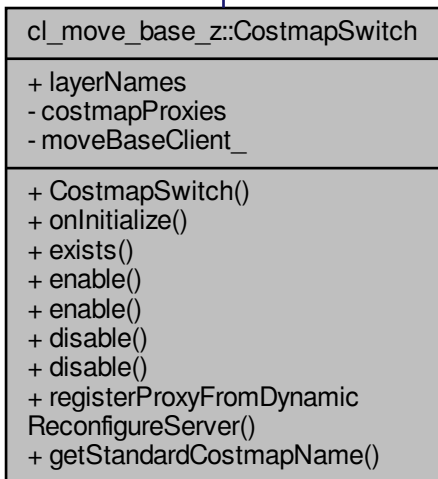 cl_move_base_z::CostmapSwitch
+ layerNames
- costmapProxies
- moveBaseClient_
+ CostmapSwitch()
+ onInitialize()
+ exists()
+ enable()
+ enable()
+ disable()
+ disable()
+ registerProxyFromDynamic
ReconfigureServer()
+ getStandardCostmapName()